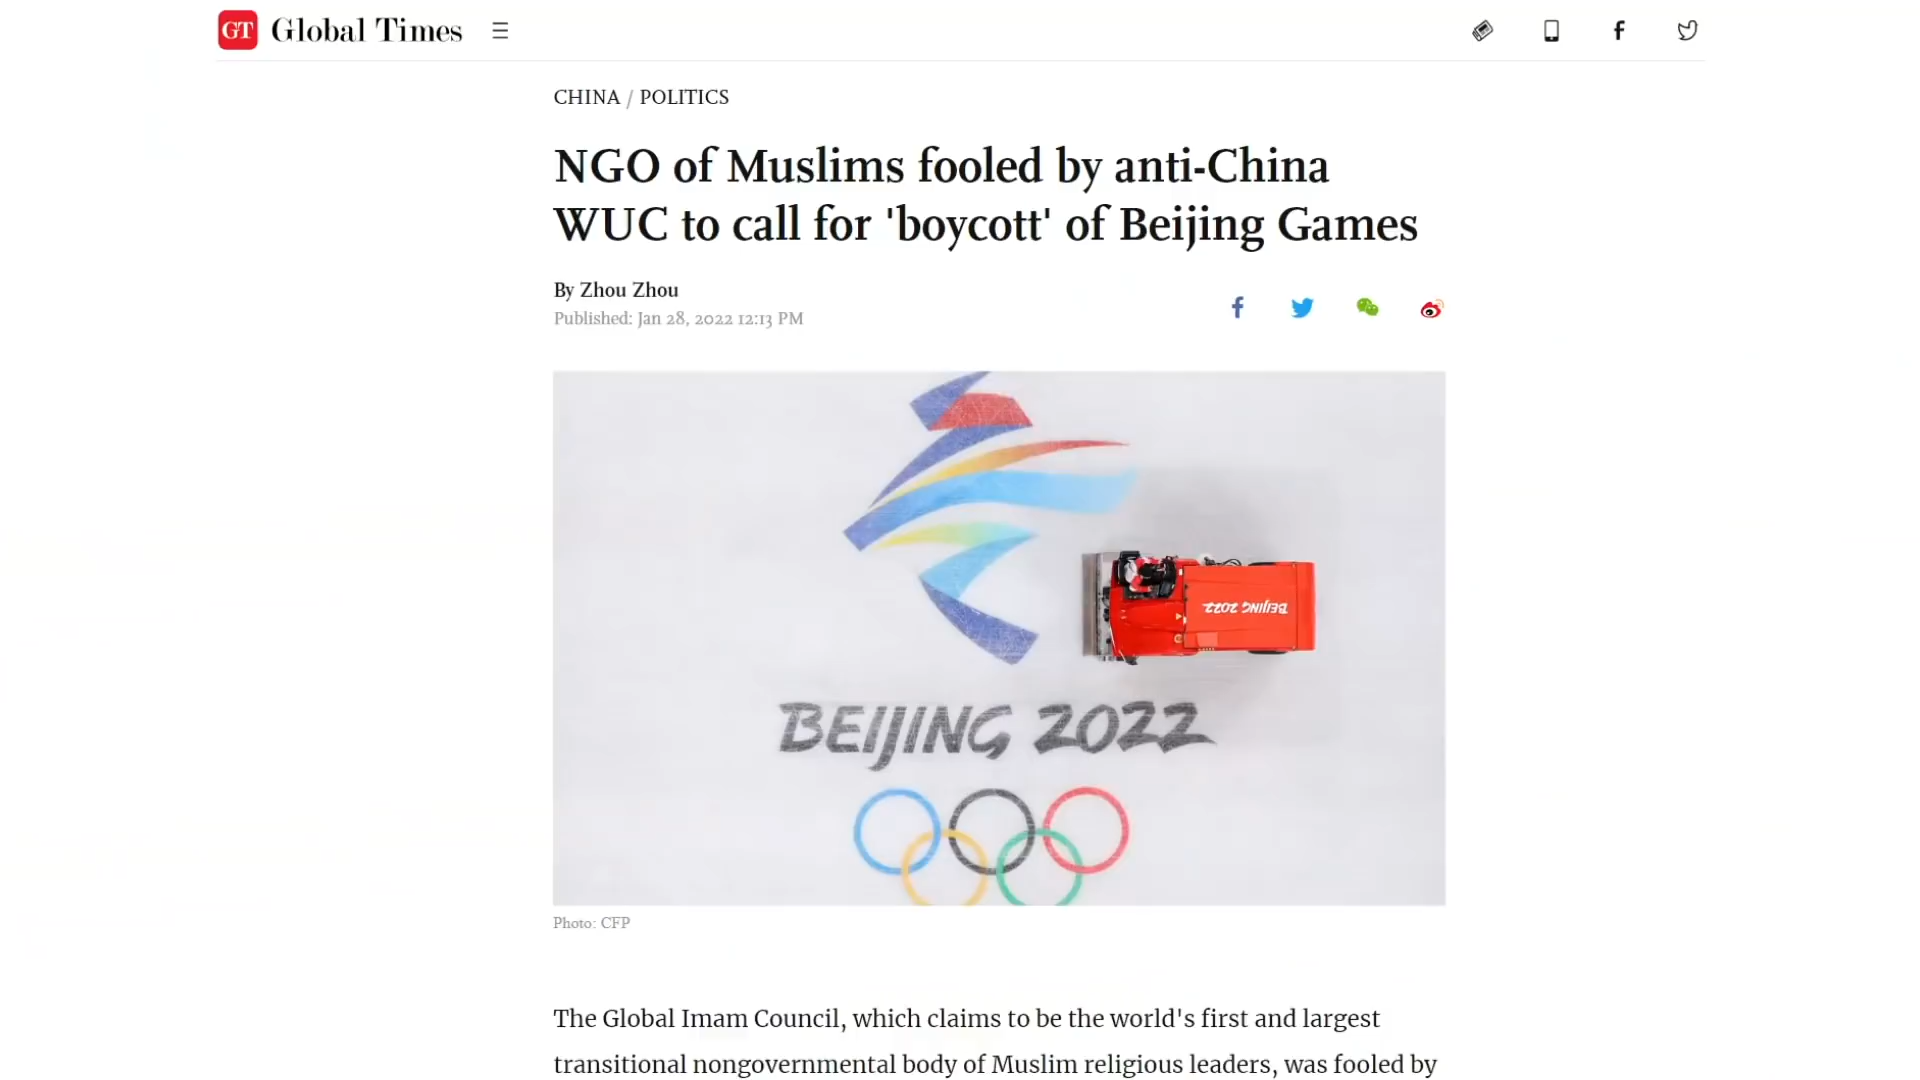 GT Global Times
CHINA / POLITICS
NGO of Muslims fooled by anti-China
WUC to call for 'boycott' of Beijing Games
By Zhou Zhou
Published: Jan 28, 2022 12:13 PM
BEIJING 2022
BEIJING 2022
Photo: CFP
The Global Imam Council, which claims to be the world's first and largest
transitional nongovernmental body of Muslim religious leaders, was fooled by